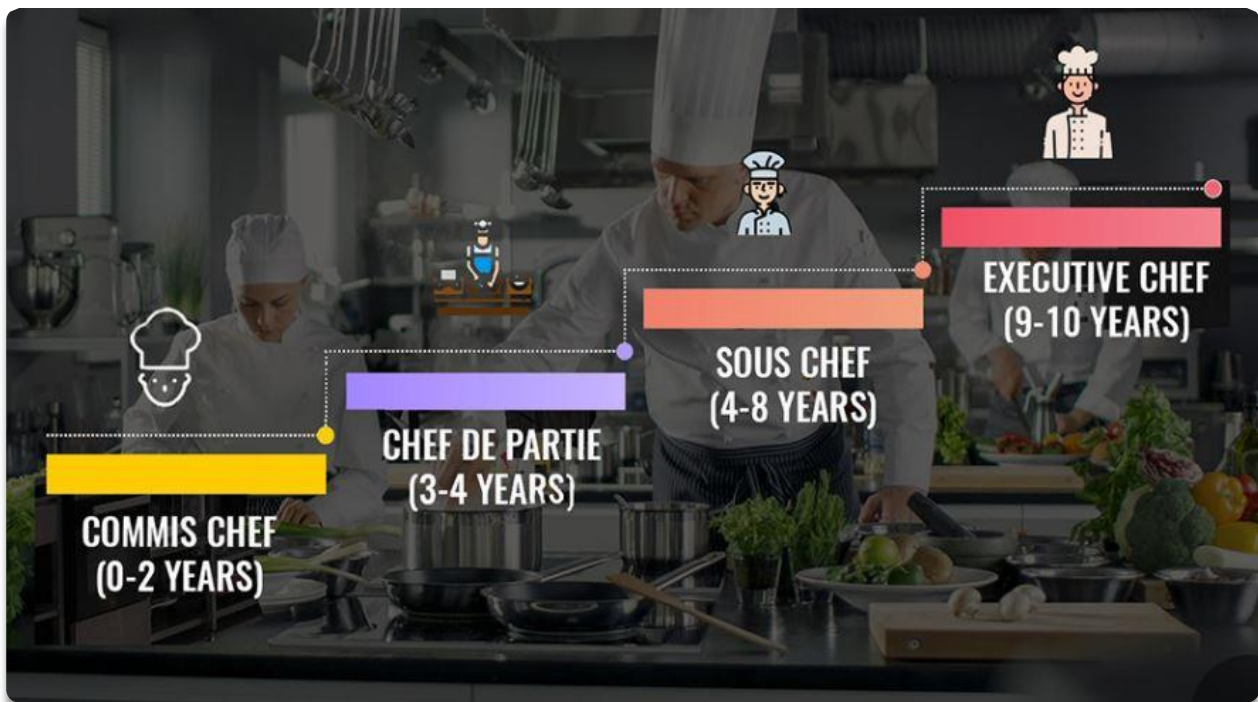 COMMIS CHEF
(0-2 YEARS)
CHEF DE PARTIE
(3-4 YEARS)
SOUS CHEF
(4-8 YEARS)
EXECUTIVE CHEF
(9-10 YEARS)